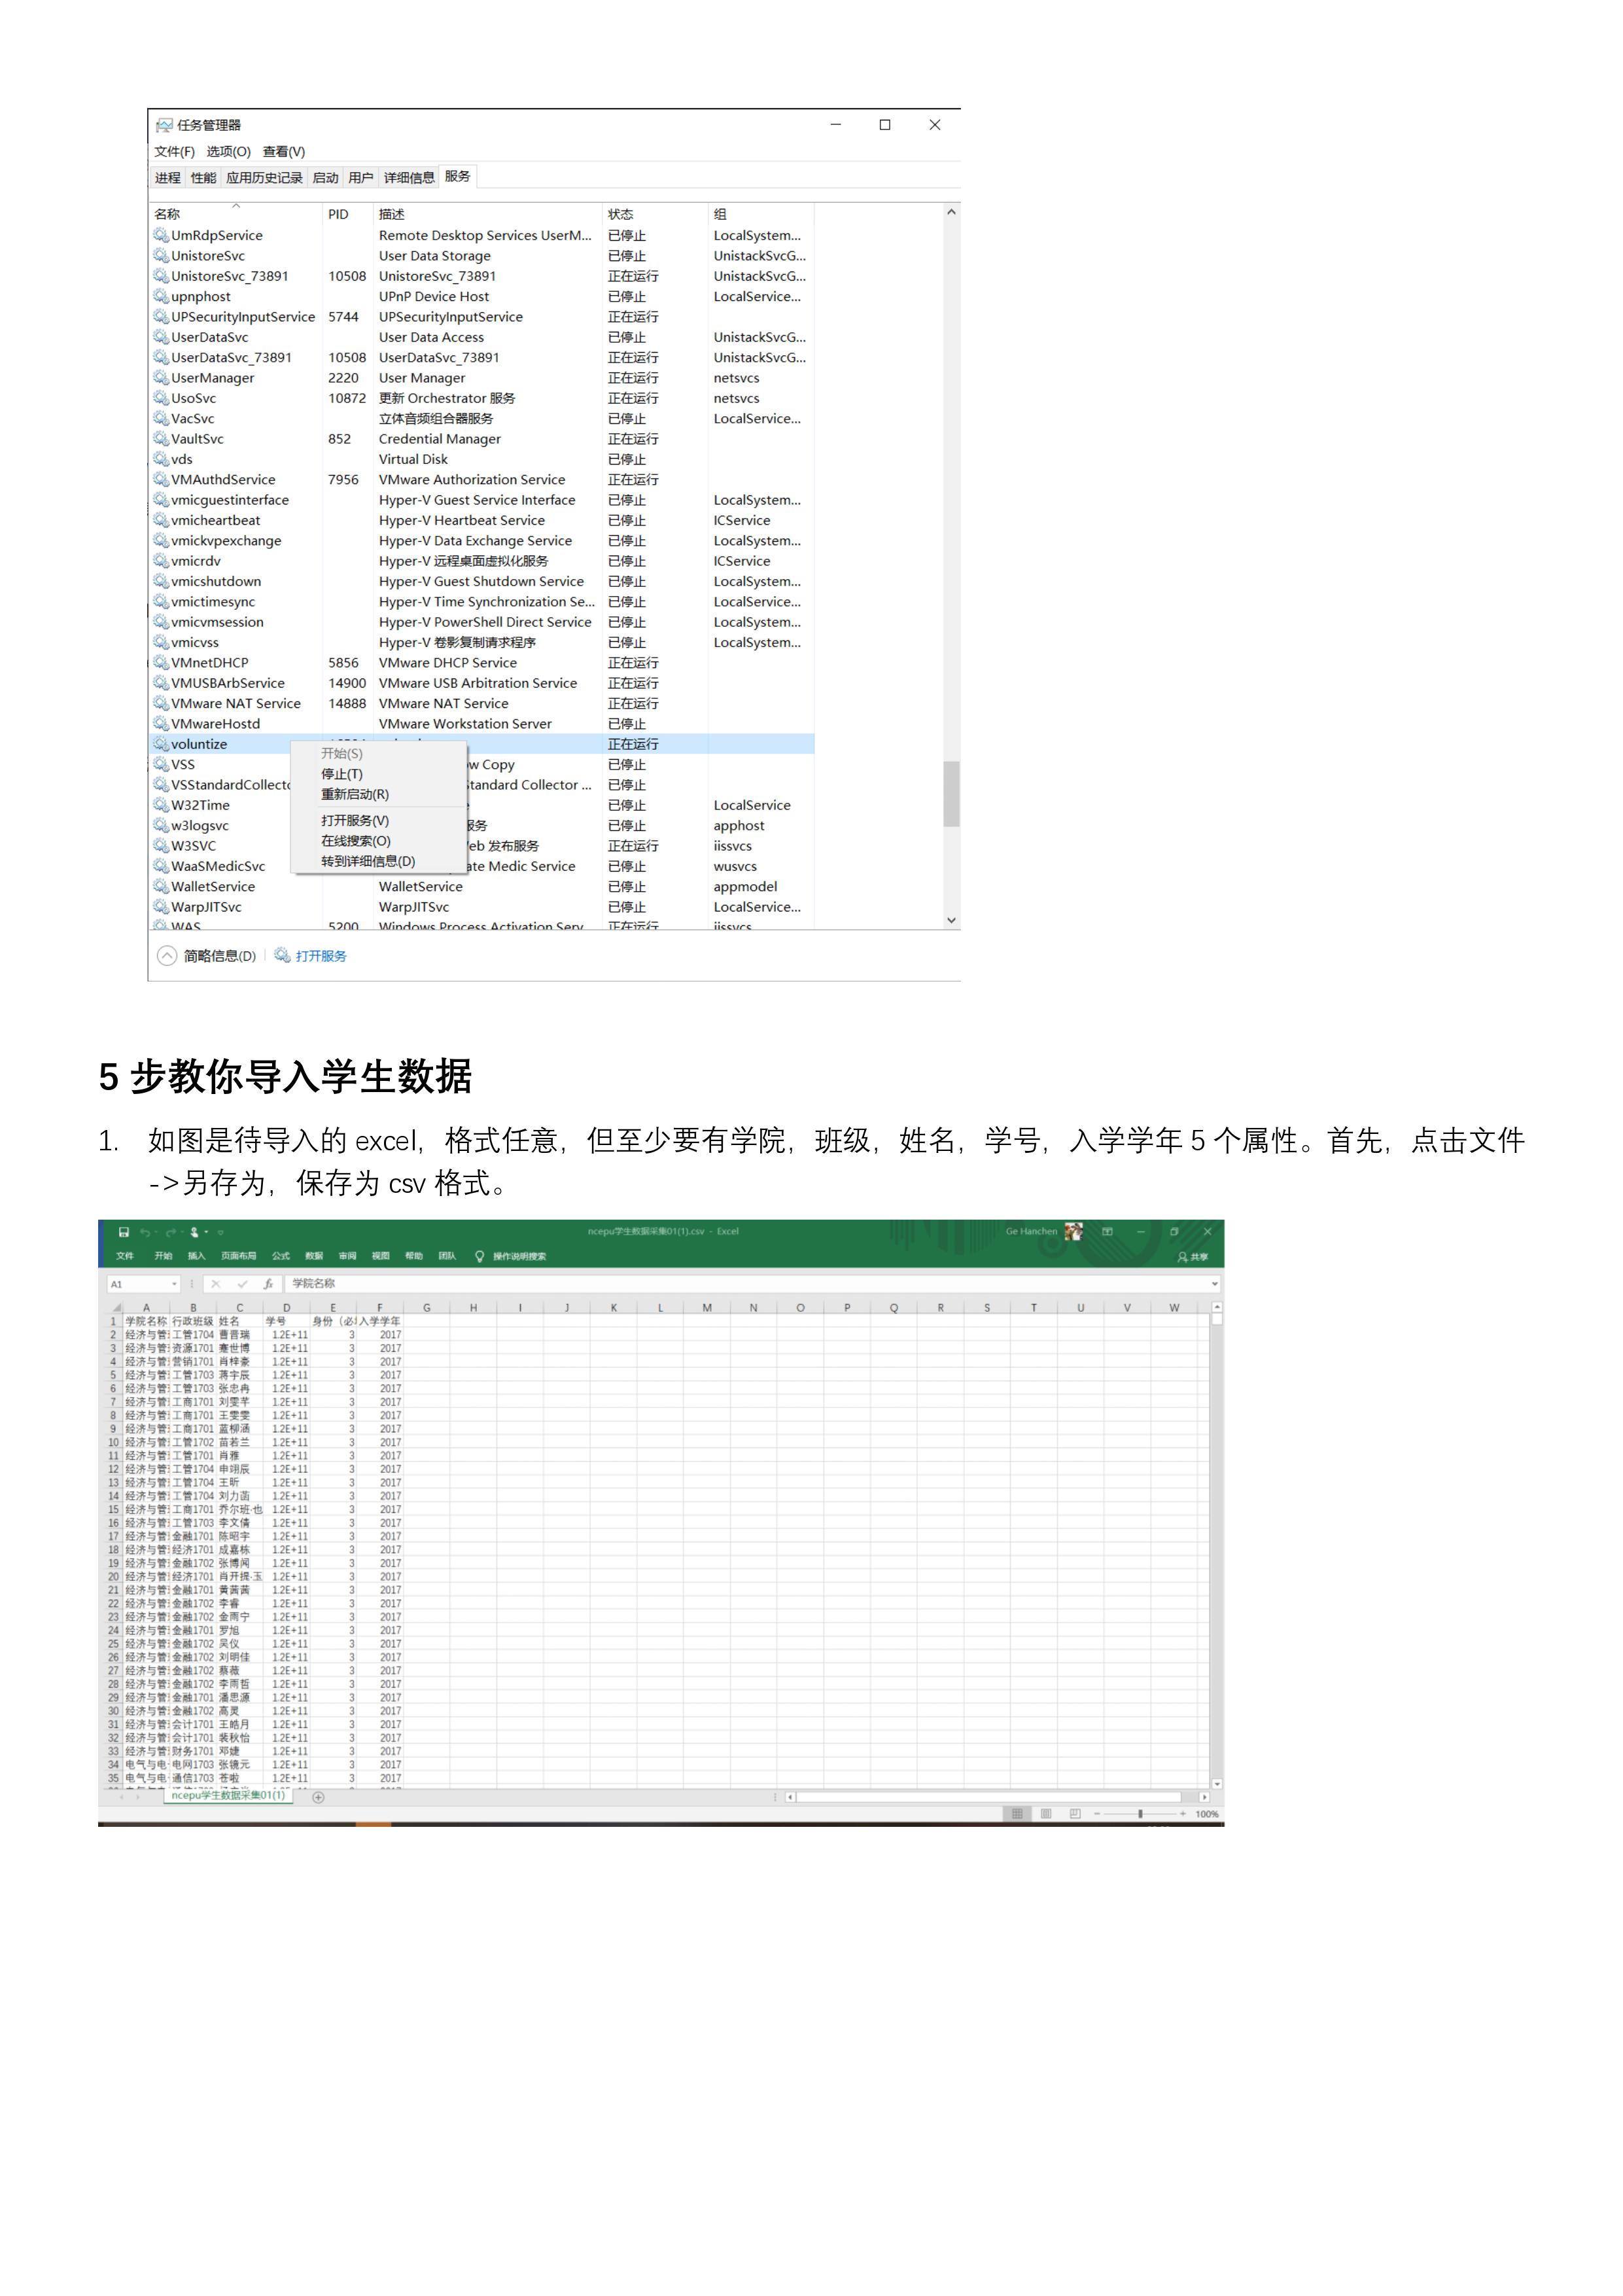 任务管理器
文件(F) 选项(O) 查看(V)
进程 性能 应用历史记录 启动 用户 详细信息 服务
名称 PID 描述 状态 组
UmRdpService Remote Desktop Services UserM... 已停止 LocalSystem...
UnistoreSvc User Data Storage 已停止 UnistackSvcG...
UnistoreSvc_73891 10508 UnistoreSvc_73891 正在运行 UnistackSvcG...
upnphost UPnP Device Host 已停止 LocalService...
UPSecurityInputService 5744 UPSecurityInputService 正在运行
UserDataSvc User Data Access 已停止 UnistackSvcG...
UserDataSvc_73891 10508 UserDataSvc_73891 正在运行 UnistackSvcG...
UserManager 2220 User Manager 正在运行 netsvcs
UsoSvc 10872 更新 Orchestrator 服务 正在运行 netsvcs
VacSvc 立体音频组合器服务 已停止 LocalService...
VaultSvc 852 Credential Manager 正在运行
vds Virtual Disk 已停止
VMAuthdService 7956 VMware Authorization Service 正在运行
vmicguestinterface Hyper-V Guest Service Interface 已停止 LocalSystem...
vmicheartbeat Hyper-V Heartbeat Service 已停止 ICService
vmickvpexchange Hyper-V Data Exchange Service 已停止 LocalSystem...
vmicrdv Hyper-V 远程桌面虚拟化服务 已停止 ICService
vmicshutdown Hyper-V Guest Shutdown Service 已停止 LocalSystem...
vmictimesync Hyper-V Time Synchronization Se... 已停止 LocalService...
vmicvmsession Hyper-V PowerShell Direct Service 已停止 LocalSystem...
vmicvss Hyper-V 卷影复制请求程序 已停止 LocalSystem...
VMnetDHCP 5856 VMware DHCP Service 正在运行
VMUSBArbService 14900 VMware USB Arbitration Service 正在运行
VMware NAT Service 14888 VMware NAT Service 正在运行
VMwareHostd VMware Workstation Server 已停止
voluntize 正在运行
开始(S)
VSS w Copy 已停止
停止(T)
VSStandardCollecto Standard Collector ... 已停止
重新启动(R)
W32Time 已停止 LocalService
打开服务(V)
w3logsvc 服务 已停止 apphost
在线搜索(O)
W3SVC eb 发布服务 正在运行 iissvcs
转到详细信息(D)
WaaSMedicSvc ate Medic Service 已停止 wusvcs
WalletService WalletService 已停止 appmodel
WarpJITSvc WarpJITSvc 已停止 LocalService...
WAS 5200 Windows Process Activation Serv 正在运行 iissvcs
简略信息(D) 打开服务
5 步教你导入学生数据
1. 如图是待导入的 excel，格式任意，但至少要有学院，班级，姓名，学号，入学学年 5 个属性。首先，点击文件
->另存为，保存为 csv 格式。
ncepu学生数据采集01(1).csv - Excel Ge Hanchen
文件 开始 插入 页面布局 公式 数据 审阅 视图 帮助 团队 操作说明搜索 共享
A1 fx 学院名称
A B C D E F G H I J K L M N O P Q R S T U V W
1 学院名称 行政班级 姓名 学号 身份（必 入学学年
2 经济与管 工管1704 曹晋瑞 1.2E+11 3 2017
3 经济与管 资源1701 蹇世博 1.2E+11 3 2017
4 经济与管 营销1701 肖梓豪 1.2E+11 3 2017
5 经济与管 工管1703 蒋宇辰 1.2E+11 3 2017
6 经济与管 工管1703 张忠冉 1.2E+11 3 2017
7 经济与管 工商1701 刘雯芊 1.2E+11 3 2017
8 经济与管 工商1701 王雯雯 1.2E+11 3 2017
9 经济与管 工商1701 蓝柳涵 1.2E+11 3 2017
10 经济与管 工管1702 苗若兰 1.2E+11 3 2017
11 经济与管 工管1701 肖雅 1.2E+11 3 2017
12 经济与管 工管1704 申翊辰 1.2E+11 3 2017
13 经济与管 工管1704 王昕 1.2E+11 3 2017
14 经济与管 工管1704 刘力菡 1.2E+11 3 2017
15 经济与管 工商1701 乔尔班·也 1.2E+11 3 2017
16 经济与管 工管1703 李文倩 1.2E+11 3 2017
17 经济与管 金融1701 陈昭宇 1.2E+11 3 2017
18 经济与管 经济1701 成嘉栋 1.2E+11 3 2017
19 经济与管 金融1702 张博闻 1.2E+11 3 2017
20 经济与管 经济1701 肖开提·玉 1.2E+11 3 2017
21 经济与管 金融1701 黄茜茜 1.2E+11 3 2017
22 经济与管 金融1702 李睿 1.2E+11 3 2017
23 经济与管 金融1702 金雨宁 1.2E+11 3 2017
24 经济与管 金融1701 罗旭 1.2E+11 3 2017
25 经济与管 金融1702 吴仪 1.2E+11 3 2017
26 经济与管 金融1702 刘明佳 1.2E+11 3 2017
27 经济与管 金融1702 蔡薇 1.2E+11 3 2017
28 经济与管 金融1702 李雨哲 1.2E+11 3 2017
29 经济与管 金融1701 潘思源 1.2E+11 3 2017
30 经济与管 金融1702 高灵 1.2E+11 3 2017
31 经济与管 会计1701 王皓月 1.2E+11 3 2017
32 经济与管 会计1701 裴秋怡 1.2E+11 3 2017
33 经济与管 财务1701 邓婕 1.2E+11 3 2017
34 电气与电 电网1703 张镜元 1.2E+11 3 2017
35 电气与电 通信1703 苍啦 1.2E+11 3 2017
ncepu学生数据采集01(1)
100%